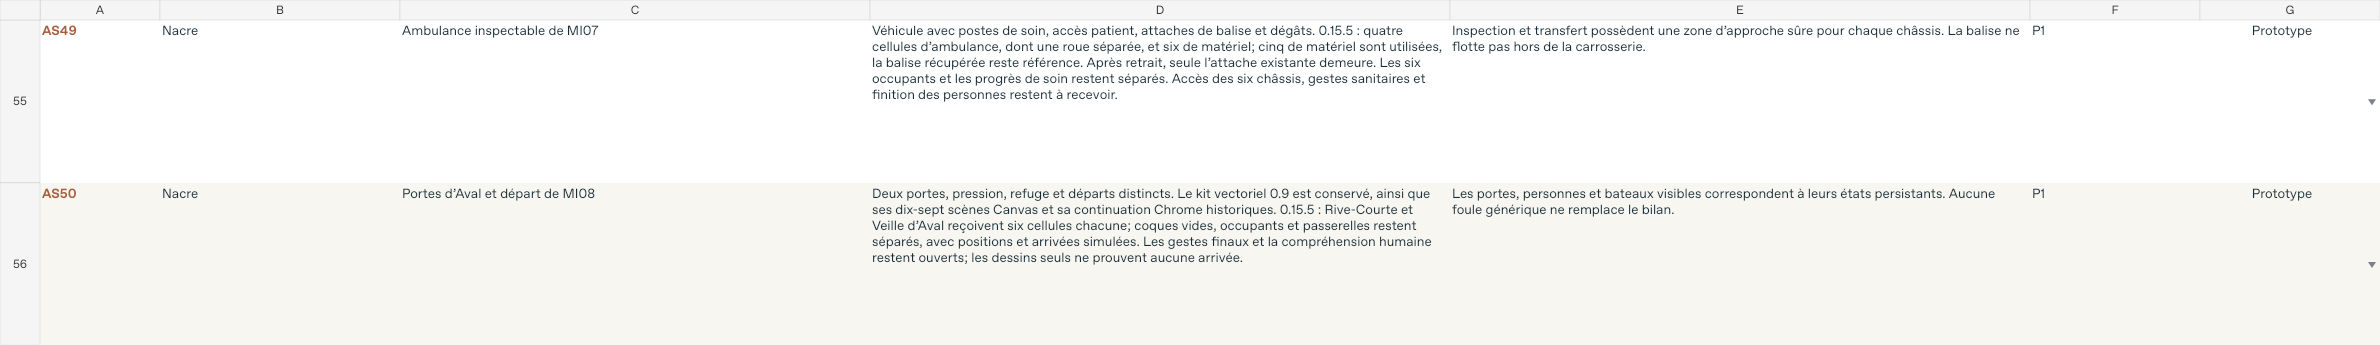 A B C D E F G
55
AS49
Nacre
Ambulance inspectable de MI07
Véhicule avec postes de soin, accès patient, attaches de balise et dégâts. 0.15.5 : quatre
cellules d’ambulance, dont une roue séparée, et six de matériel; cinq de matériel sont utilisées,
la balise récupérée reste référence. Après retrait, seule l’attache existante demeure. Les six
occupants et les progrès de soin restent séparés. Accès des six châssis, gestes sanitaires et
finition des personnes restent à recevoir.
Inspection et transfert possèdent une zone d’approche sûre pour chaque châssis. La balise ne
flotte pas hors de la carrosserie.
P1
Prototype
56
AS50
Nacre
Portes d’Aval et départ de MI08
Deux portes, pression, refuge et départs distincts. Le kit vectoriel 0.9 est conservé, ainsi que
ses dix-sept scènes Canvas et sa continuation Chrome historiques. 0.15.5 : Rive-Courte et
Veille d’Aval reçoivent six cellules chacune; coques vides, occupants et passerelles restent
séparés, avec positions et arrivées simulées. Les gestes finaux et la compréhension humaine
restent ouverts; les dessins seuls ne prouvent aucune arrivée.
Les portes, personnes et bateaux visibles correspondent à leurs états persistants. Aucune
foule générique ne remplace le bilan.
P1
Prototype